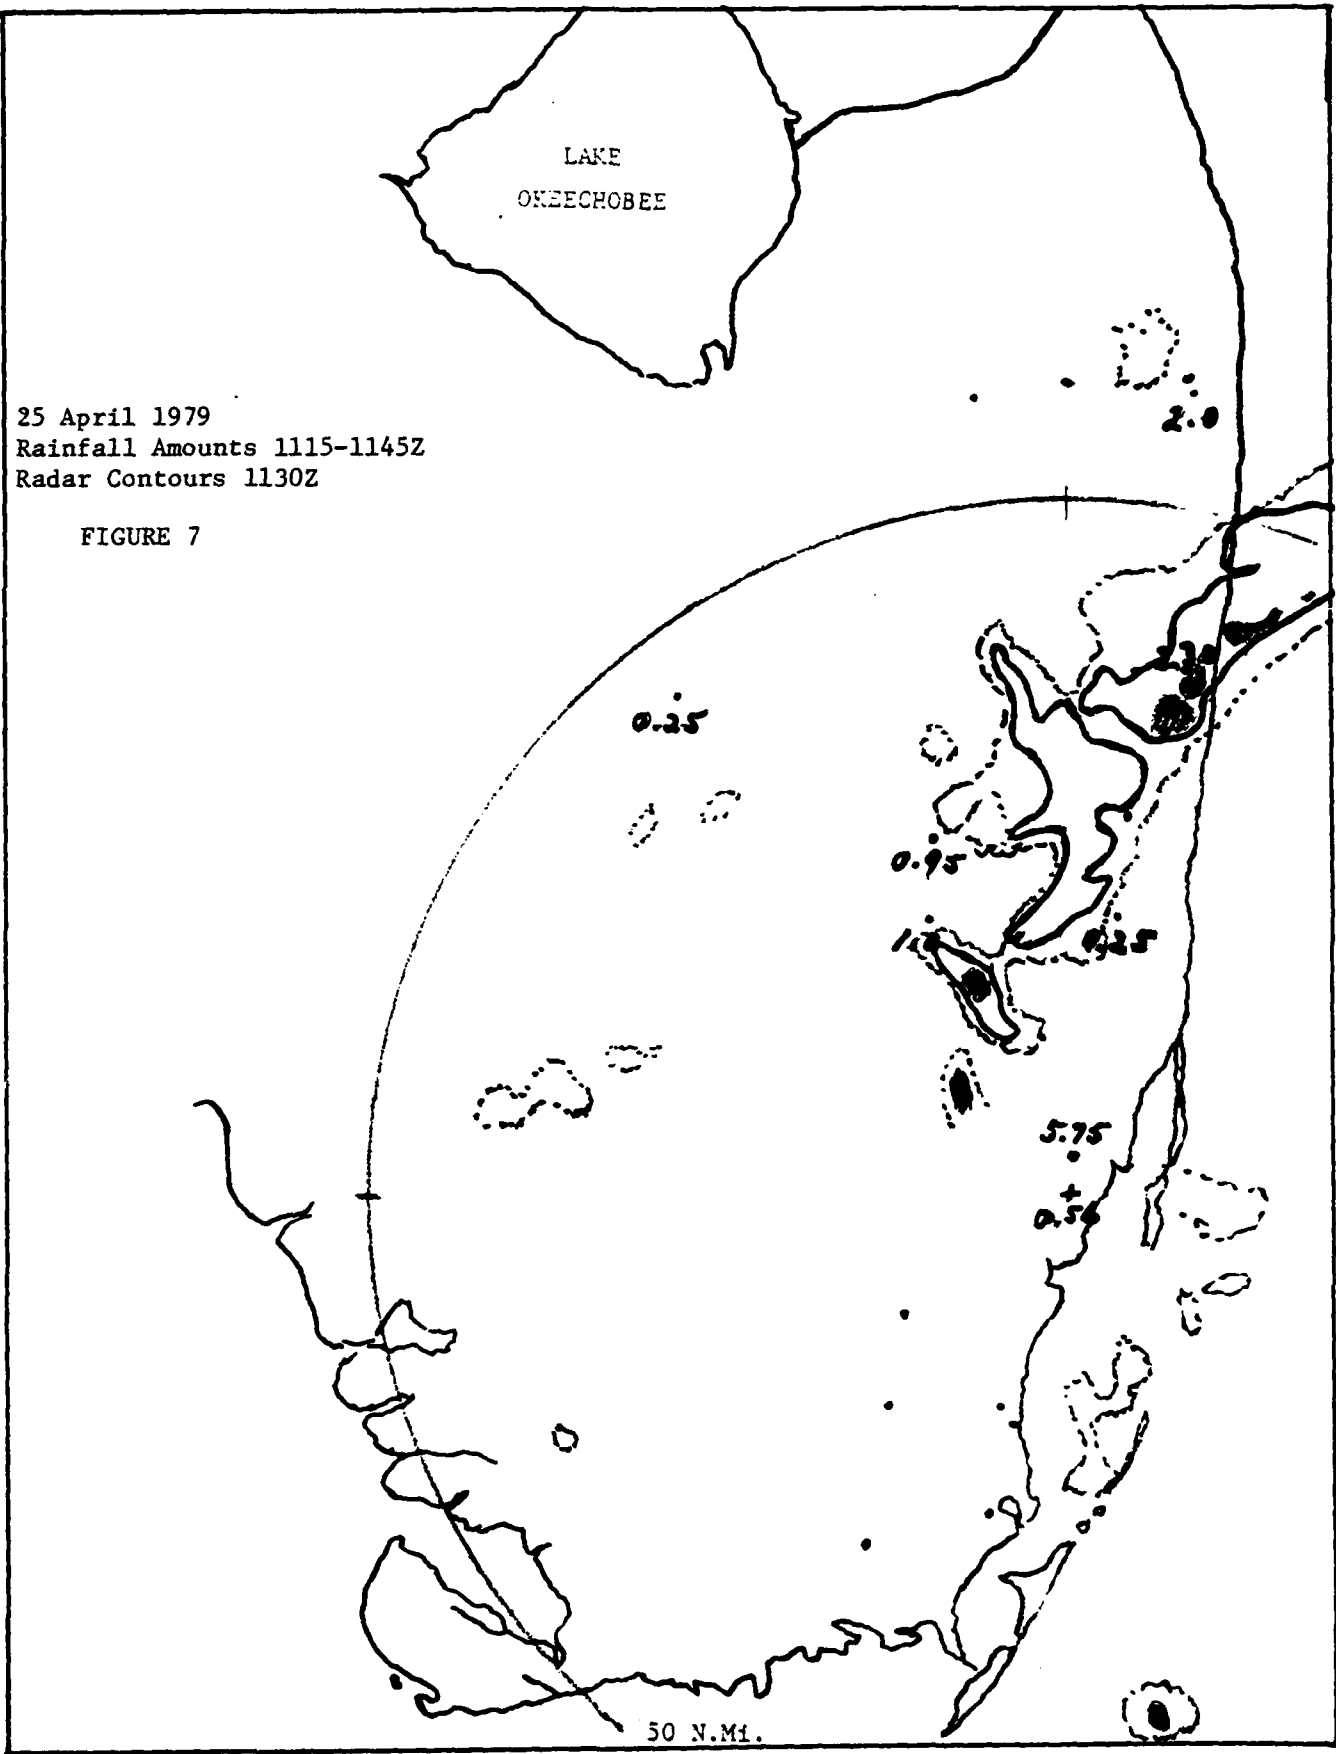 LAKE
OKEECHOBEE
2.0
25 April 1979
Rainfall Amounts 1115-1145Z
Radar Contours 1130Z
FIGURE 7
0.25
0.95
0.25
5.75
+
0.56
50 N.Mi.